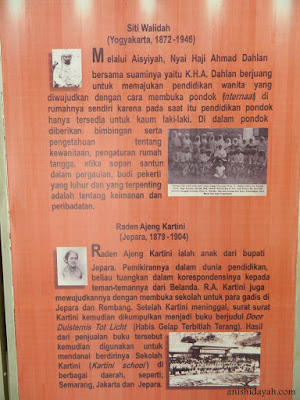 Siti Walidah
(Yogyakarta, 1872-1946)
Melalui Aisyiyah, Nyai Haji Ahmad Dahlan
bersama suaminya yaitu K.H.A. Dahlan berjuang
untuk memajukan pendidikan wanita yang
diwujudkan dengan cara membuka pondok (internaat) di
rumahnya sendiri karena pada saat itu pendidikan pondok
hanya tersedia untuk kaum laki-laki. Di dalam pondok
diberikan bimbingan serta
pengetahoan tentang
kewanitaan, pengaturan rumah
tangga, etika sopan santun
dalam pergaulan, budi pekerti
yang luhur dan yang terpenting
adalah tentang keimanan dan
peribadatan.
Raden Ajeng Kartini
(Jepara, 1879 -1904)
Raden Ajeng Kartini ialah anak dari bupati
Jepara. Pemikirannya dalam dunia pendidikan,
beliau tuangkan dalam korespondensinya kepada
teman-temannya dari Belanda. R.A. Kartini juga
mewujudkannya dengan membuka sekolah untuk para gadis di
Jepara dan Rembang. Setelah Kartini meninggal, surat surat
Kartini kemudian dikumpulkan menjadi buku berjudul Door
Duisternis Tot Licht (Habis Gelap Terbitlah Terang). Hasil
dari penjualan buku tersebut
kemudian digunakan untuk
mendanai berdirinya Sekolah
Kartini (Kartini school) di
berbagai daerah, seperti;
Semarang, Jakarta dan Jepara.
anishidayah.com